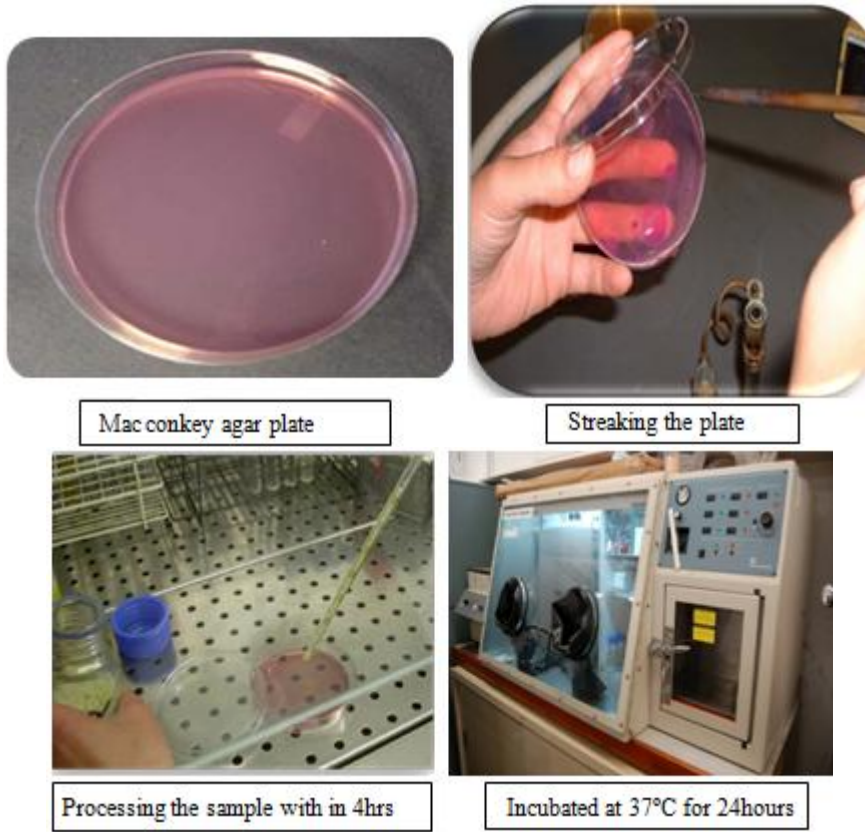 Mac conkey agar plate
Streaking the plate
Processing the sample with in 4hrs
Incubated at 37°C for 24hours